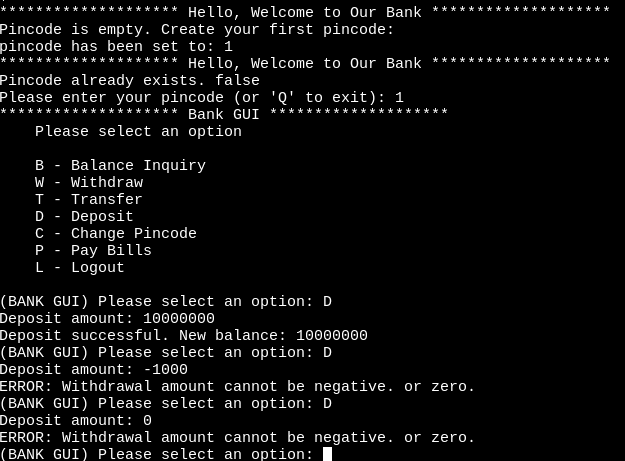 ******************** Hello, Welcome to Our Bank ********************
Pincode is empty. Create your first pincode:
pincode has been set to: 1
******************** Hello, Welcome to Our Bank ********************
Pincode already exists. false
Please enter your pincode (or 'Q' to exit): 1
******************** Bank GUI ********************
    Please select an option
    B - Balance Inquiry
    W - Withdraw
    T - Transfer
    D - Deposit
    C - Change Pincode
    P - Pay Bills
    L - Logout
(BANK GUI) Please select an option: D
Deposit amount: 10000000
Deposit successful. New balance: 10000000
(BANK GUI) Please select an option: D
Deposit amount: -1000
ERROR: Withdrawal amount cannot be negative. or zero.
(BANK GUI) Please select an option: D
Deposit amount: 0
ERROR: Withdrawal amount cannot be negative. or zero.
(BANK GUI) Please select an option: